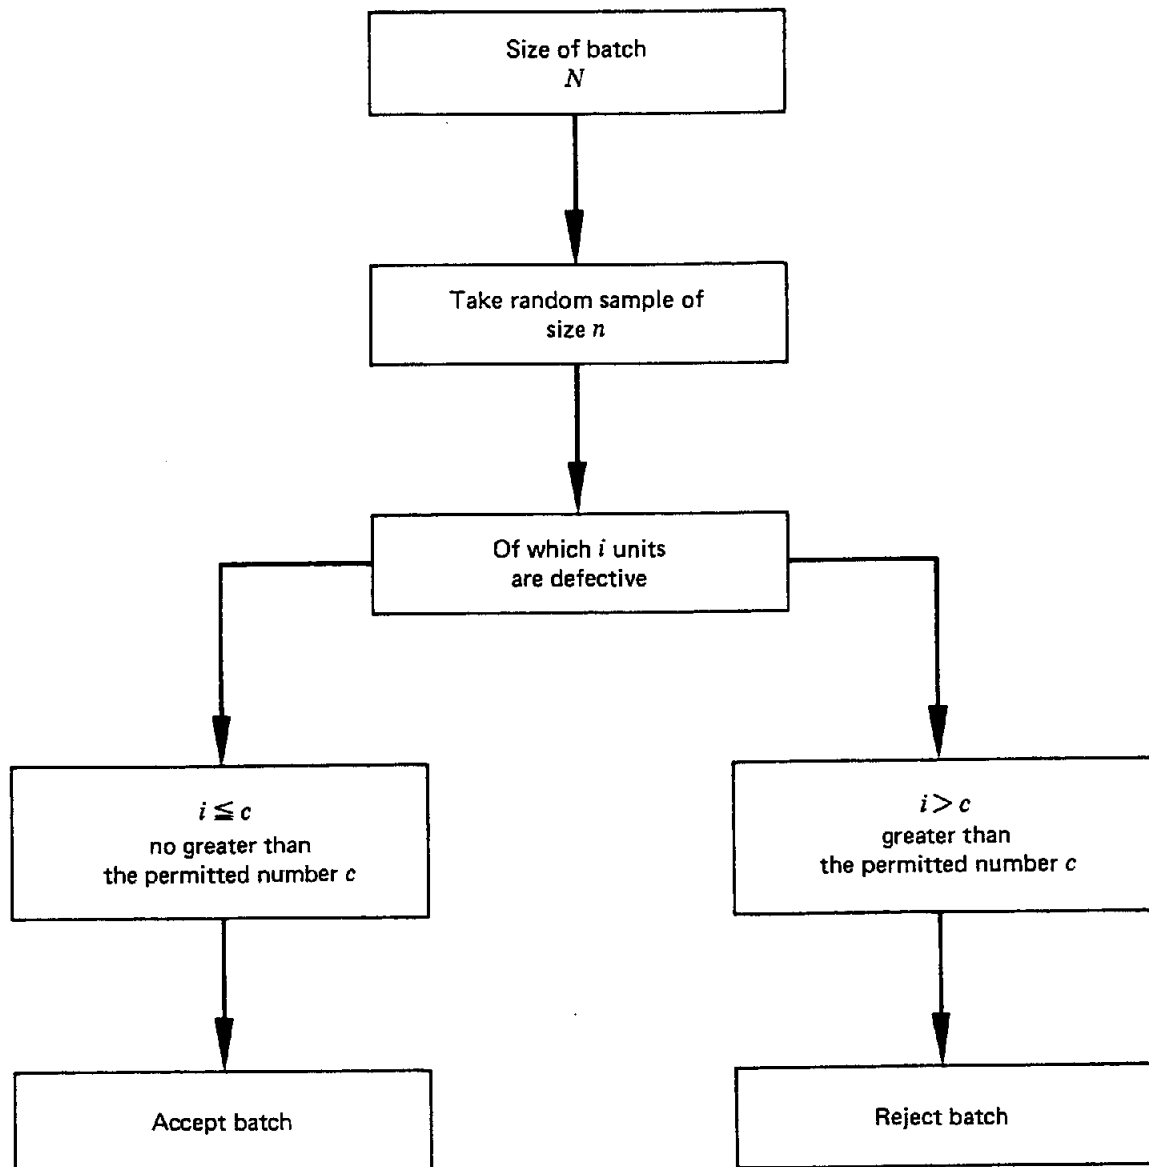 Size of batch
N
Take random sample of
size n
Of which i units
are defective
i ≦ c
no greater than
the permitted number c
i > c
greater than
the permitted number c
Accept batch
Reject batch